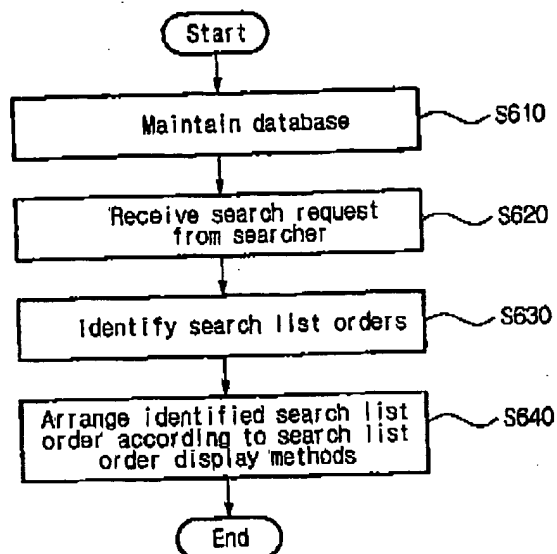 Start
Maintain database
S610
Receive search request
from searcher
S620
Identify search list orders
S630
Arrange identified search list
order according to search list
order display methods
S640
End